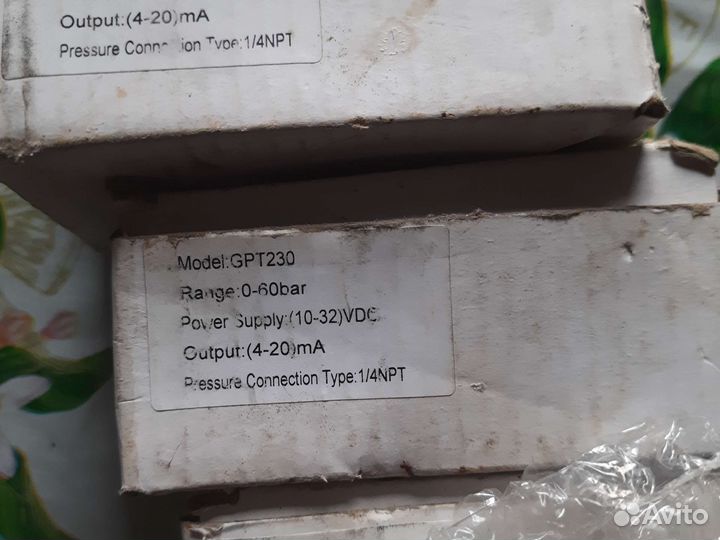 Output:(4-20)mA
Pressure Connection Type:1/4NPT
Model:GPT230
Range:0-60bar
Power Supply:(10-32)VDC
Output:(4-20)mA
Pressure Connection Type:1/4NPT
Avito